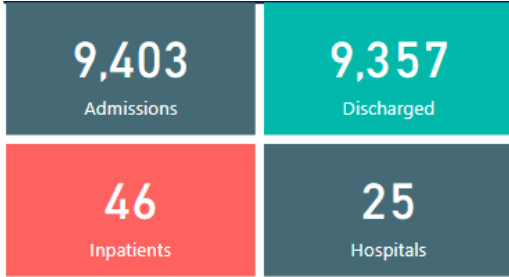 9,403
Admissions
9,357
Discharged
46
Inpatients
25
Hospitals